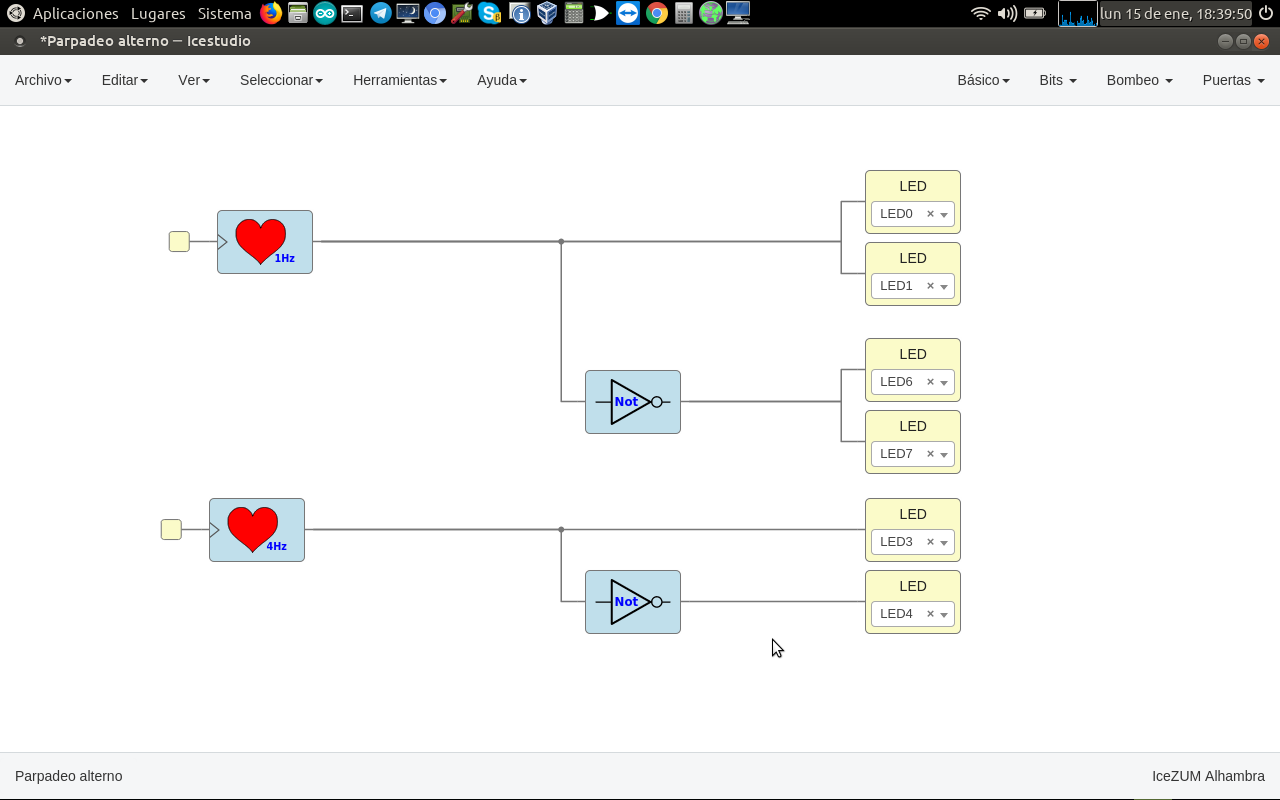 Aplicaciones Lugares Sistema lun 15 de ene, 18:39:50
*Parpadeo alterno — Icestudio
Archivo Editar Ver Seleccionar Herramientas Ayuda Básico Bits Bombeo Puertas
LED
LED0 ×
1Hz
LED
LED1 ×
LED
LED6 ×
Not
LED
LED7 ×
LED
LED3 ×
4Hz
LED
LED4 ×
Not
Parpadeo alterno IceZUM Alhambra